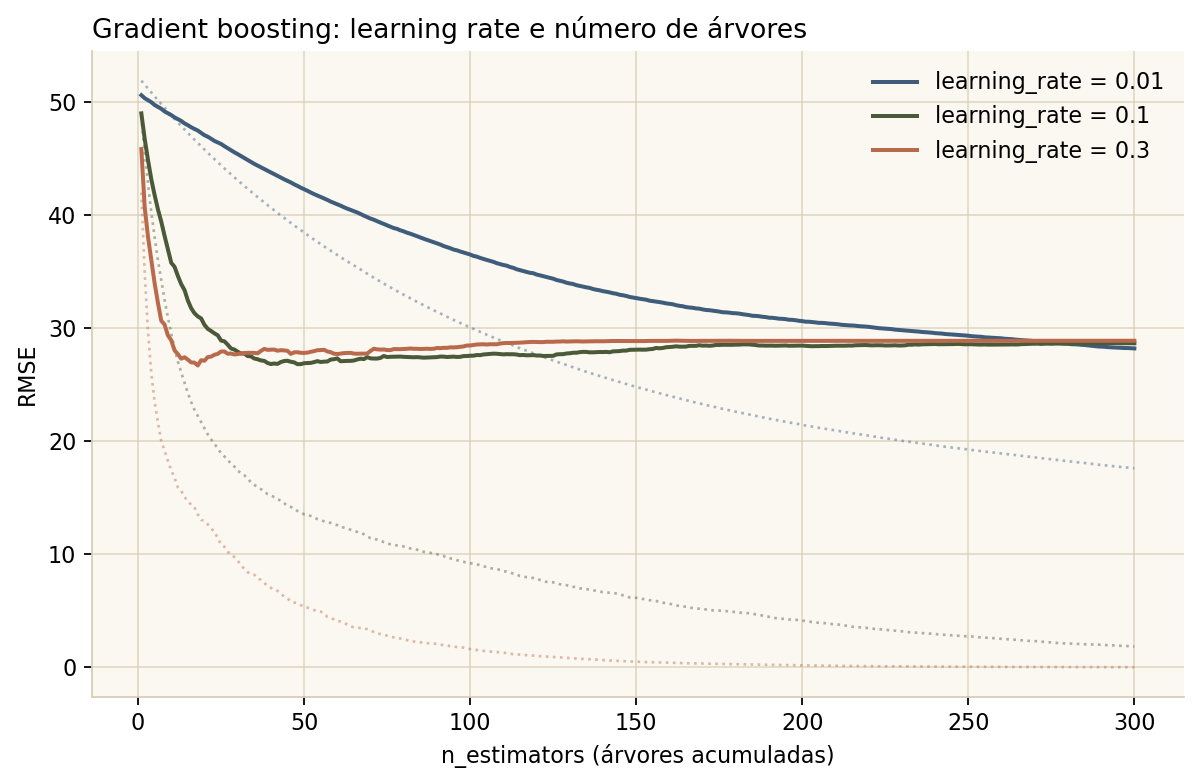 Gradient boosting: learning rate e número de árvores
learning_rate = 0.01
learning_rate = 0.1
learning_rate = 0.3
RMSE
50
40
30
20
10
0
0 50 100 150 200 250 300
n_estimators (árvores acumuladas)